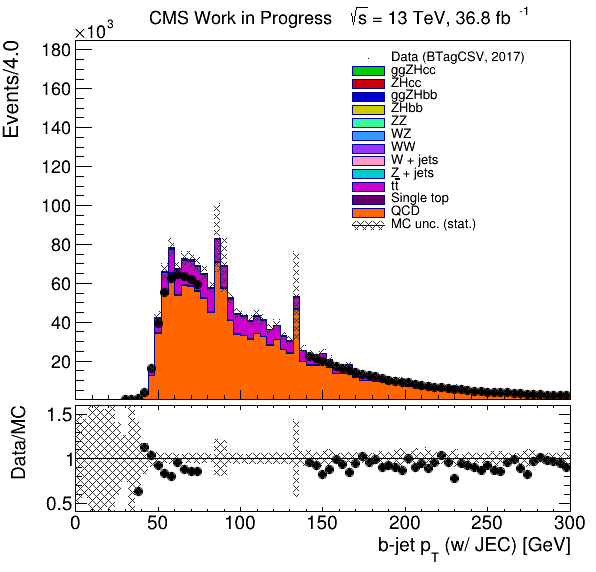 CMS Work in Progress √s = 13 TeV, 36.8 fb⁻¹
×10³
Events/4.0
180
160
140
120
100
80
60
40
20
Data (BTagCSV, 2017)
ggZHcc
ZHcc
ggZHbb
ZHbb
ZZ
WZ
WW
W + jets
Z + jets
tt̅
Single top
QCD
MC unc. (stat.)
Data/MC
1.5
1
0.5
0 50 100 150 200 250 300
b-jet p_T (w/ JEC) [GeV]